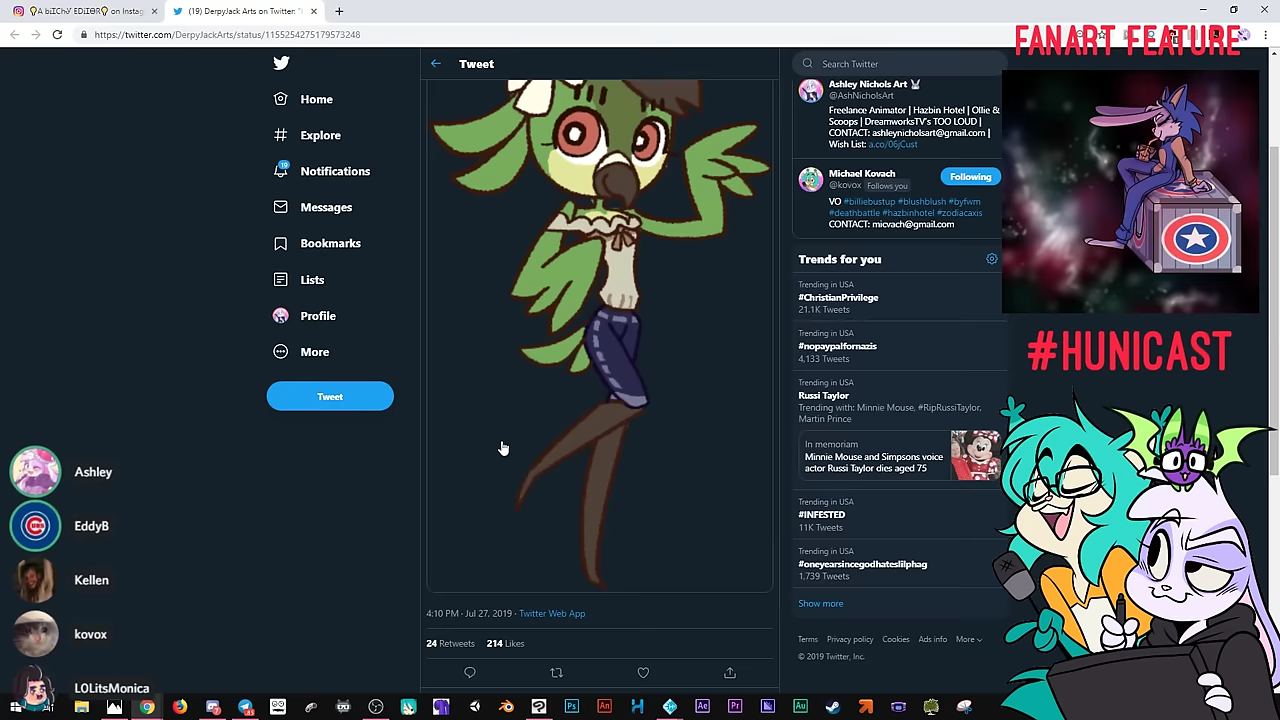 (19) DerpyJack Arts on Twitter: "
https://twitter.com/DerpyJackArts/status/1155254275179573248
FANART FEATURE
Tweet
Search Twitter
Home
Explore
19
Notifications
Messages
Bookmarks
Lists
Profile
More
Tweet
Ashley Nichols Art
@AshNicholsArt
Freelance Animator | Hazbin Hotel | Ollie &
Scoops | DreamworksTV's TOO LOUD |
CONTACT: ashleynicholsart@gmail.com |
Wish List: a.co/06jCust
Michael Kovach
Following
@kovox Follows you
VO #billiebustup #blushblush #byfwm
#deathbattle #hazbinhotel #zodiacaxis
CONTACT: micvach@gmail.com
Trends for you
Trending in USA
#ChristianPrivilege
21.1K Tweets
Trending in USA
#nopaypalfornazis
4,133 Tweets
Trending in USA
Russi Taylor
Trending with: Minnie Mouse, #RipRussiTaylor,
Martin Prince
In memoriam
Minnie Mouse and Simpsons voice
actor Russi Taylor dies aged 75
Trending in USA
#INFESTED
11K Tweets
Trending in USA
#oneyearsincegodhateslilphag
1,739 Tweets
Show more
Terms Privacy policy Cookies Ads info More
© 2019 Twitter, Inc.
#HUNICAST
4:10 PM · Jul 27, 2019 · Twitter Web App
24 Retweets 214 Likes
Ashley
EddyB
Kellen
kovox
L0LitsMonica